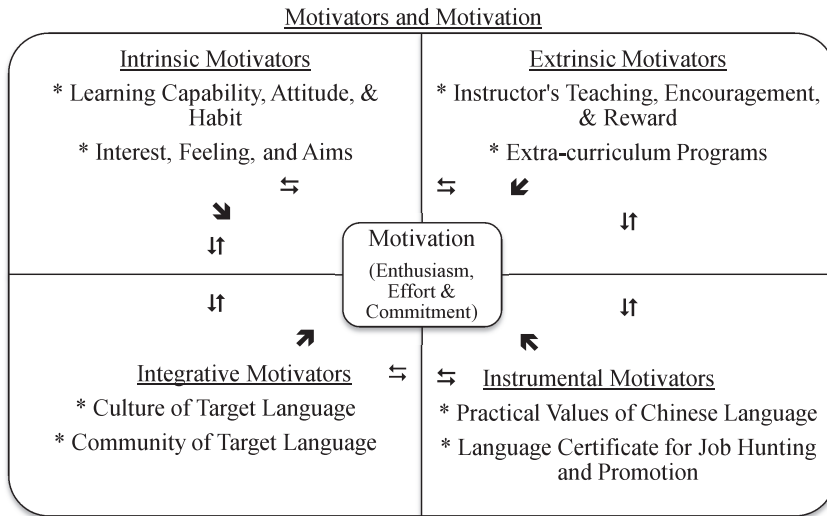 Motivators and Motivation
Intrinsic Motivators
* Learning Capability, Attitude, &
Habit
* Interest, Feeling, and Aims
Extrinsic Motivators
* Instructor's Teaching, Encouragement,
& Reward
* Extra-curriculum Programs
Motivation
(Enthusiasm,
Effort &
Commitment)
Integrative Motivators
* Culture of Target Language
* Community of Target Language
Instrumental Motivators
* Practical Values of Chinese Language
* Language Certificate for Job Hunting
and Promotion